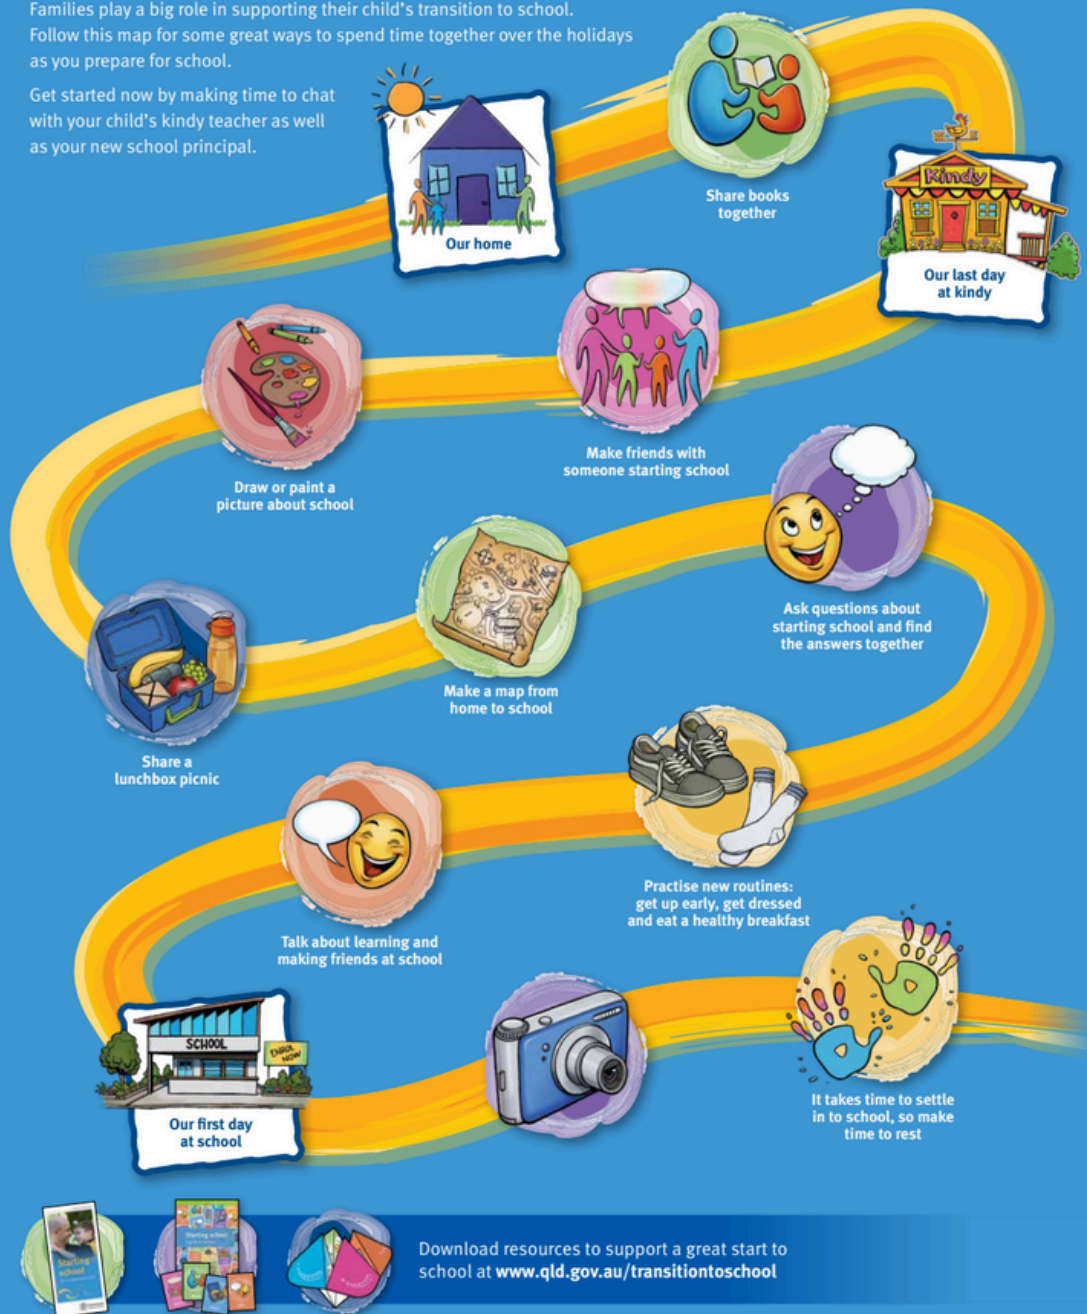 Families play a big role in supporting their child's transition to school.
Follow this map for some great ways to spend time together over the holidays
as you prepare for school.
Get started now by making time to chat
with your child's kindy teacher as well
as your new school principal.
Our home
Share books
together
Kindy
Our last day
at kindy
Make friends with
someone starting school
Draw or paint a
picture about school
Share a
lunchbox picnic
Make a map from
home to school
Ask questions about
starting school and find
the answers together
Practise new routines:
get up early, get dressed
and eat a healthy breakfast
Talk about learning and
making friends at school
SCHOOL
ENROL
NOW
Our first day
at school
It takes time to settle
in to school, so make
time to rest
Starting
school
Starting school
Download resources to support a great start to
school at www.qld.gov.au/transitiontoschool